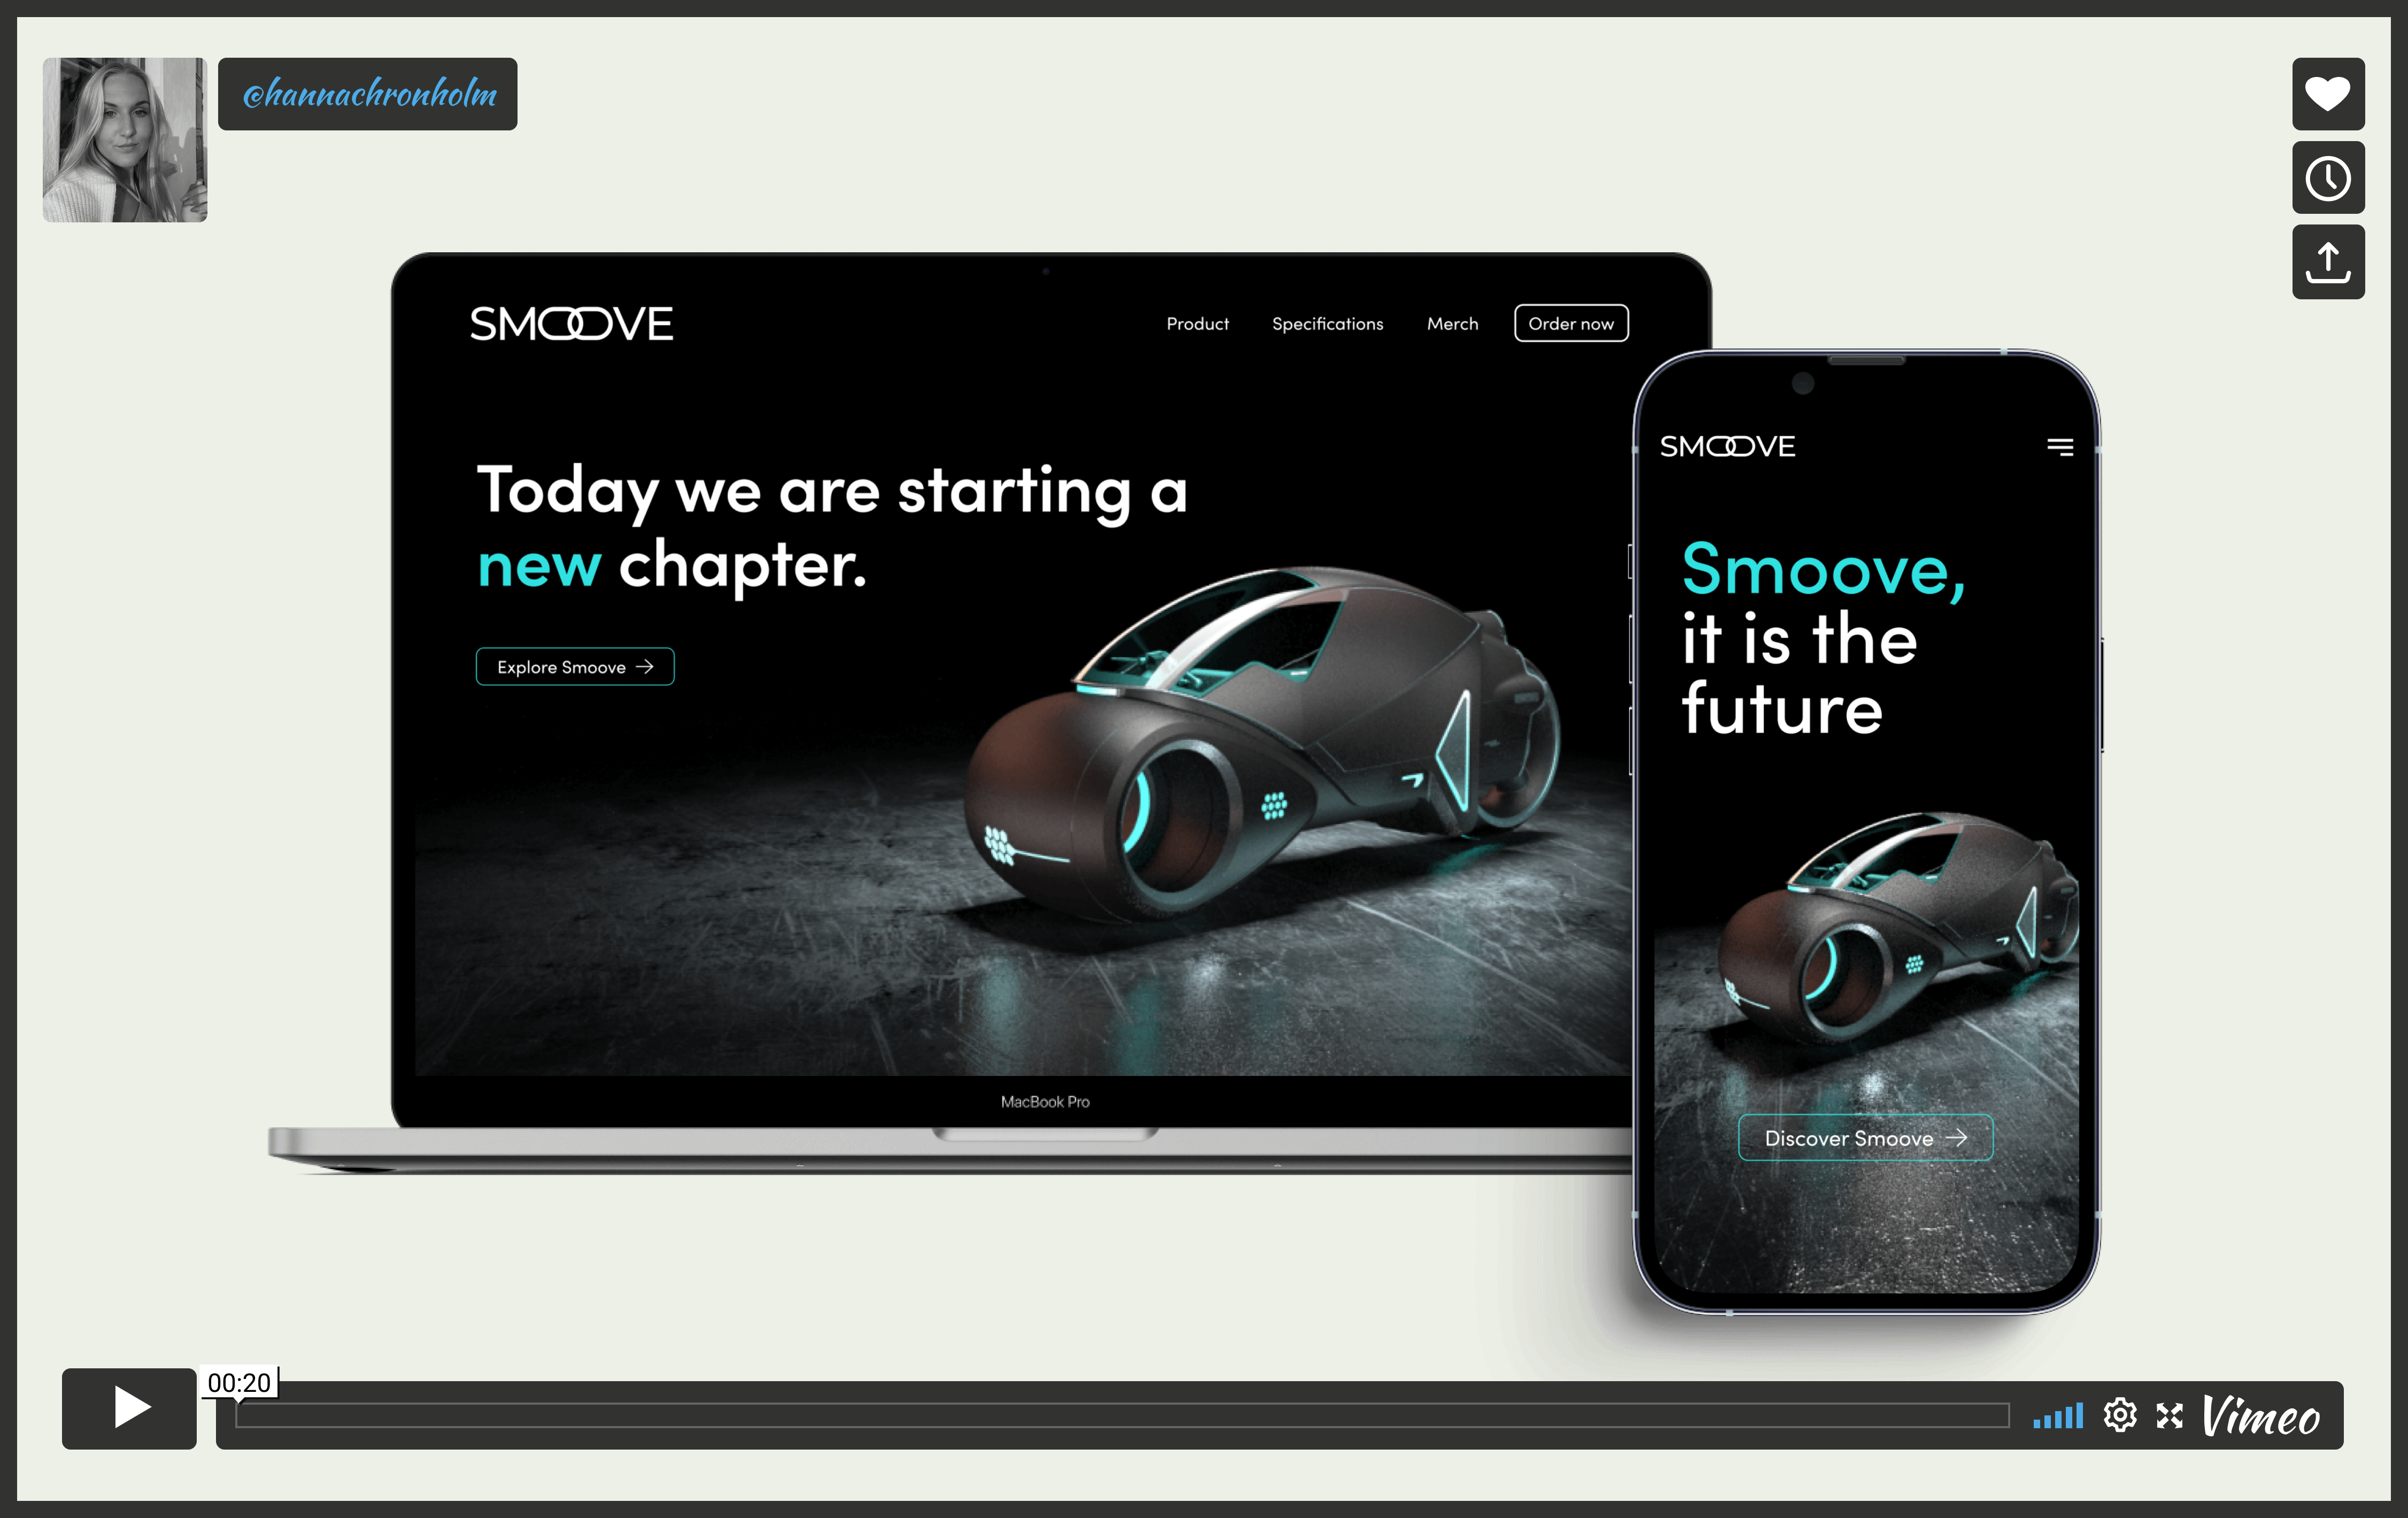 @hannachronholm
SMOOVE
Product Specifications Merch Order now
Today we are starting a
new chapter.
Explore Smoove →
MacBook Pro
SMOOVE
Smoove,
it is the
future
Discover Smoove →
00:20
Vimeo